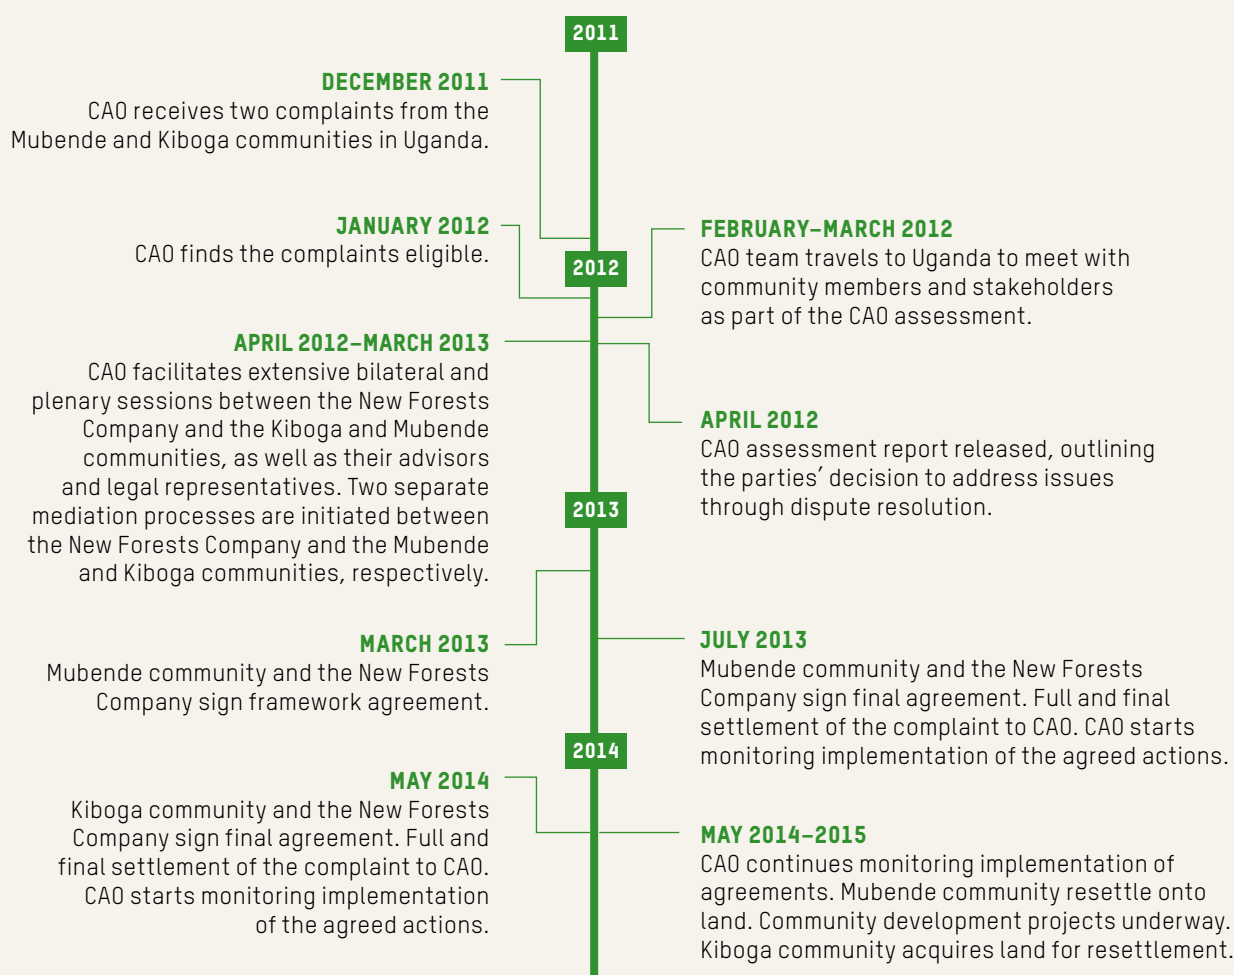 2011
DECEMBER 2011
CAO receives two complaints from the
Mubende and Kiboga communities in Uganda.
JANUARY 2012
CAO finds the complaints eligible.
2012
FEBRUARY–MARCH 2012
CAO team travels to Uganda to meet with
community members and stakeholders
as part of the CAO assessment.
APRIL 2012–MARCH 2013
CAO facilitates extensive bilateral and
plenary sessions between the New Forests
Company and the Kiboga and Mubende
communities, as well as their advisors
and legal representatives. Two separate
mediation processes are initiated between
the New Forests Company and the Mubende
and Kiboga communities, respectively.
APRIL 2012
CAO assessment report released, outlining
the parties’ decision to address issues
through dispute resolution.
2013
MARCH 2013
Mubende community and the New Forests
Company sign framework agreement.
JULY 2013
Mubende community and the New Forests
Company sign final agreement. Full and final
settlement of the complaint to CAO. CAO starts
monitoring implementation of the agreed actions.
2014
MAY 2014
Kiboga community and the New Forests
Company sign final agreement. Full and
final settlement of the complaint to CAO.
CAO starts monitoring implementation
of the agreed actions.
MAY 2014–2015
CAO continues monitoring implementation of
agreements. Mubende community resettle onto
land. Community development projects underway.
Kiboga community acquires land for resettlement.